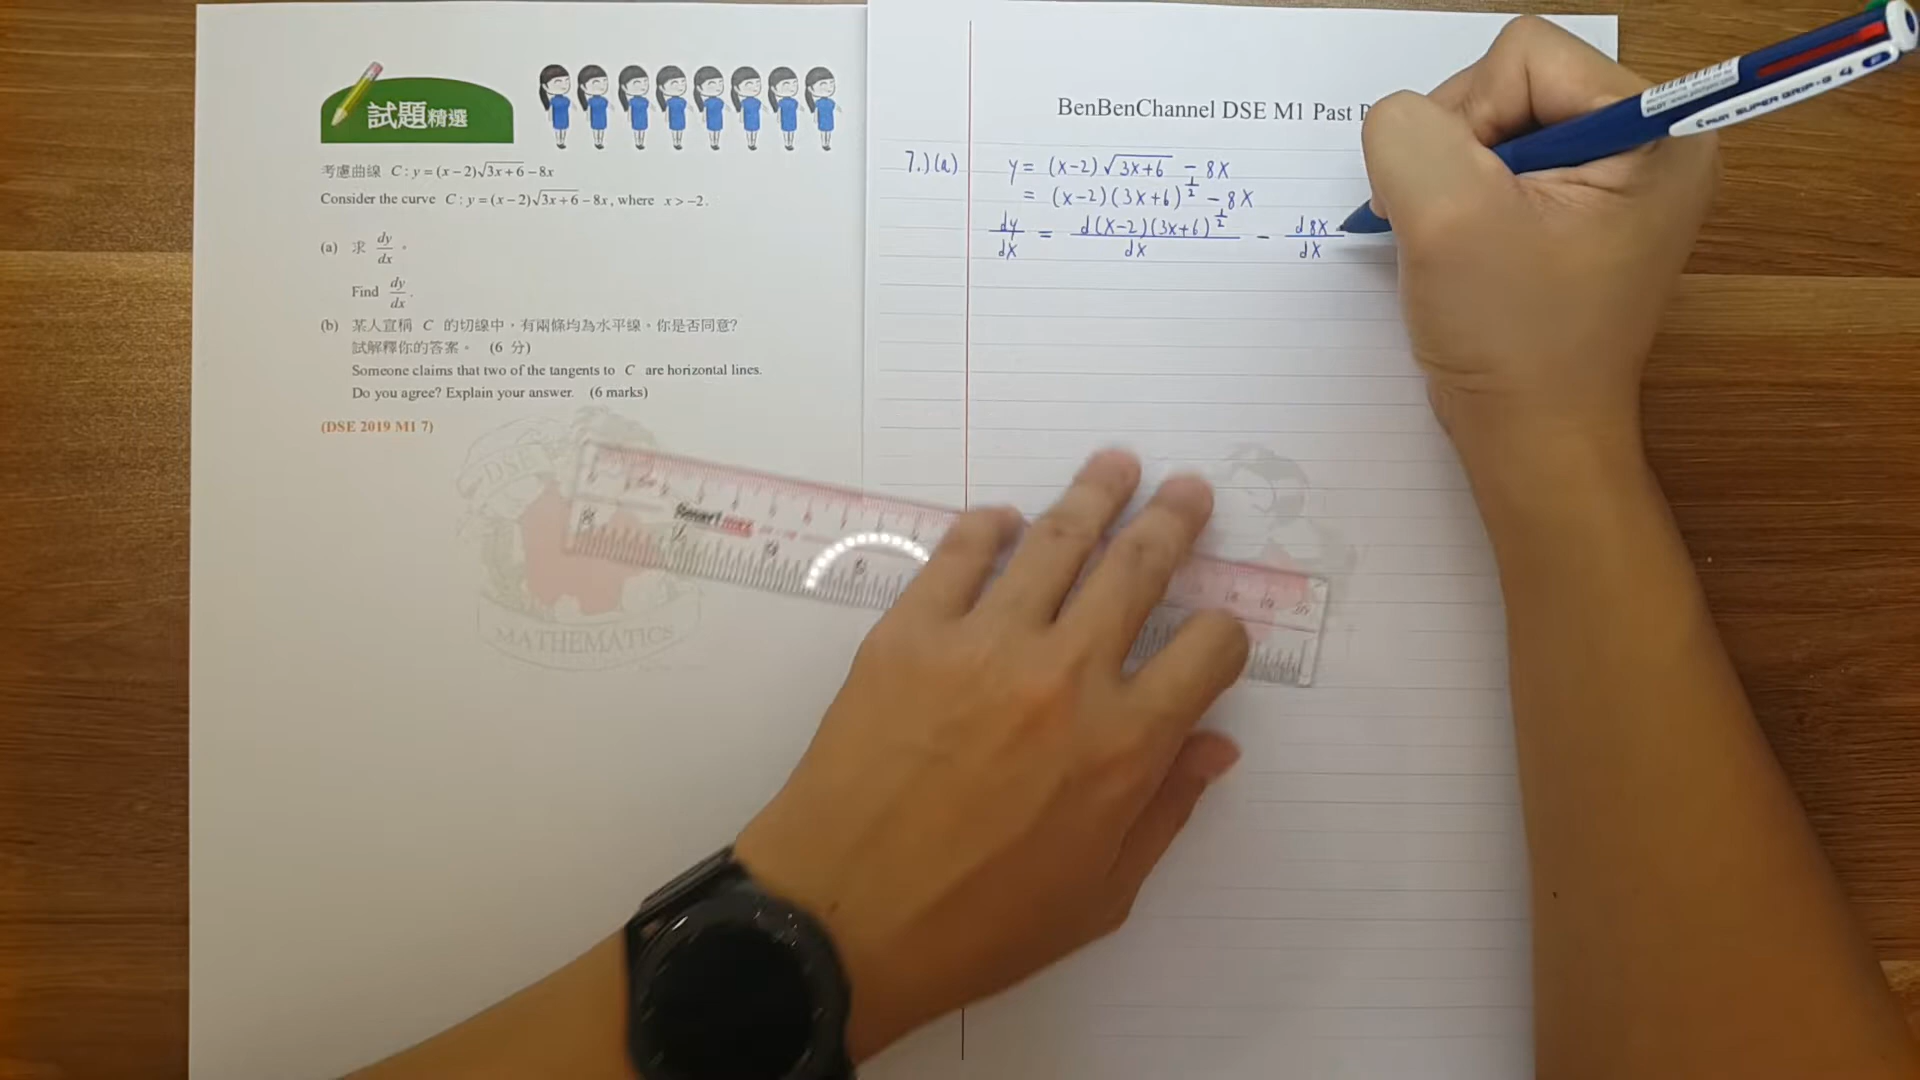 試題精選
考慮曲線 C : y = (x − 2)√3x + 6 − 8x
Consider the curve C : y = (x − 2)√3x + 6 − 8x , where x > −2 .
(a) 求 dy/dx 。
Find dy/dx .
(b) 某人宣稱 C 的切線中，有兩條均為水平線。你是否同意?
試解釋你的答案。 (6 分)
Someone claims that two of the tangents to C are horizontal lines.
Do you agree? Explain your answer. (6 marks)
(DSE 2019 M1 7)
DSE
MATHEMATICS
BenBenChannel DSE M1 Past
7.)(a) y = (x−2)√3x+6 − 8x
= (x−2)(3x+6)^1/2 − 8x
dy/dx = d(x−2)(3x+6)^1/2/dx − d8x/dx
SUPER GRIP-G 4